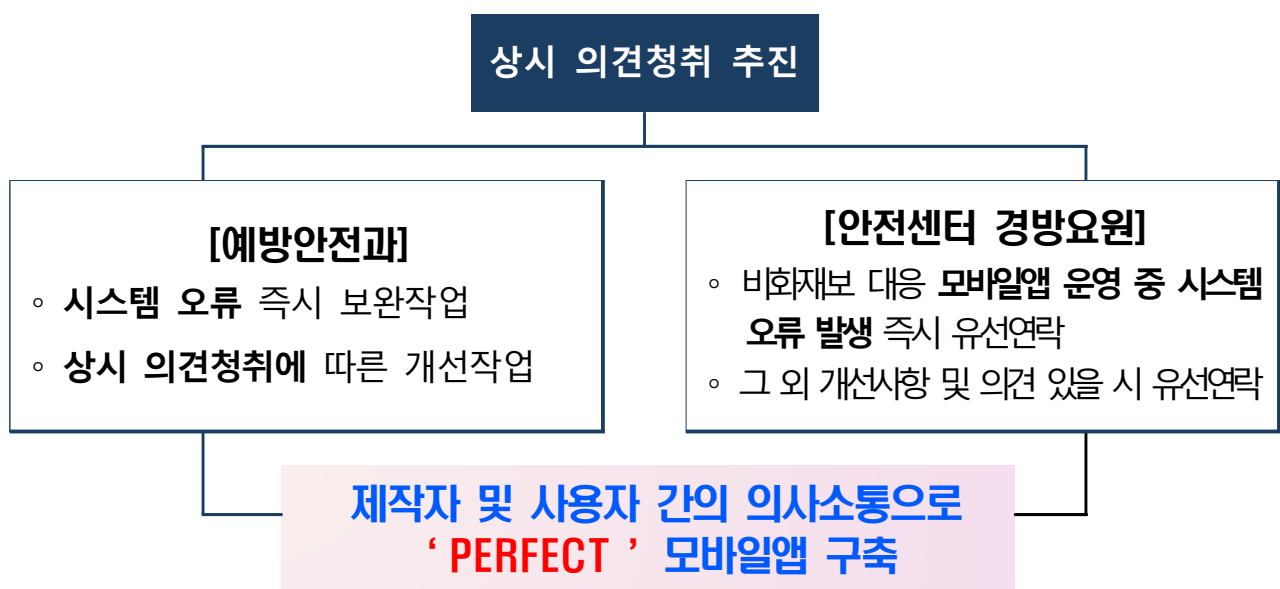 상시 의견청취 추진
[예방안전과]
◦ 시스템 오류 즉시 보완작업
◦ 상시 의견청취에 따른 개선작업
[안전센터 경방요원]
◦ 비화재보 대응 모바일앱 운영 중 시스템
오류 발생 즉시 유선연락
◦ 그 외 개선사항 및 의견 있을 시 유선연락
제작자 및 사용자 간의 의사소통으로
‘ PERFECT ’ 모바일앱 구축